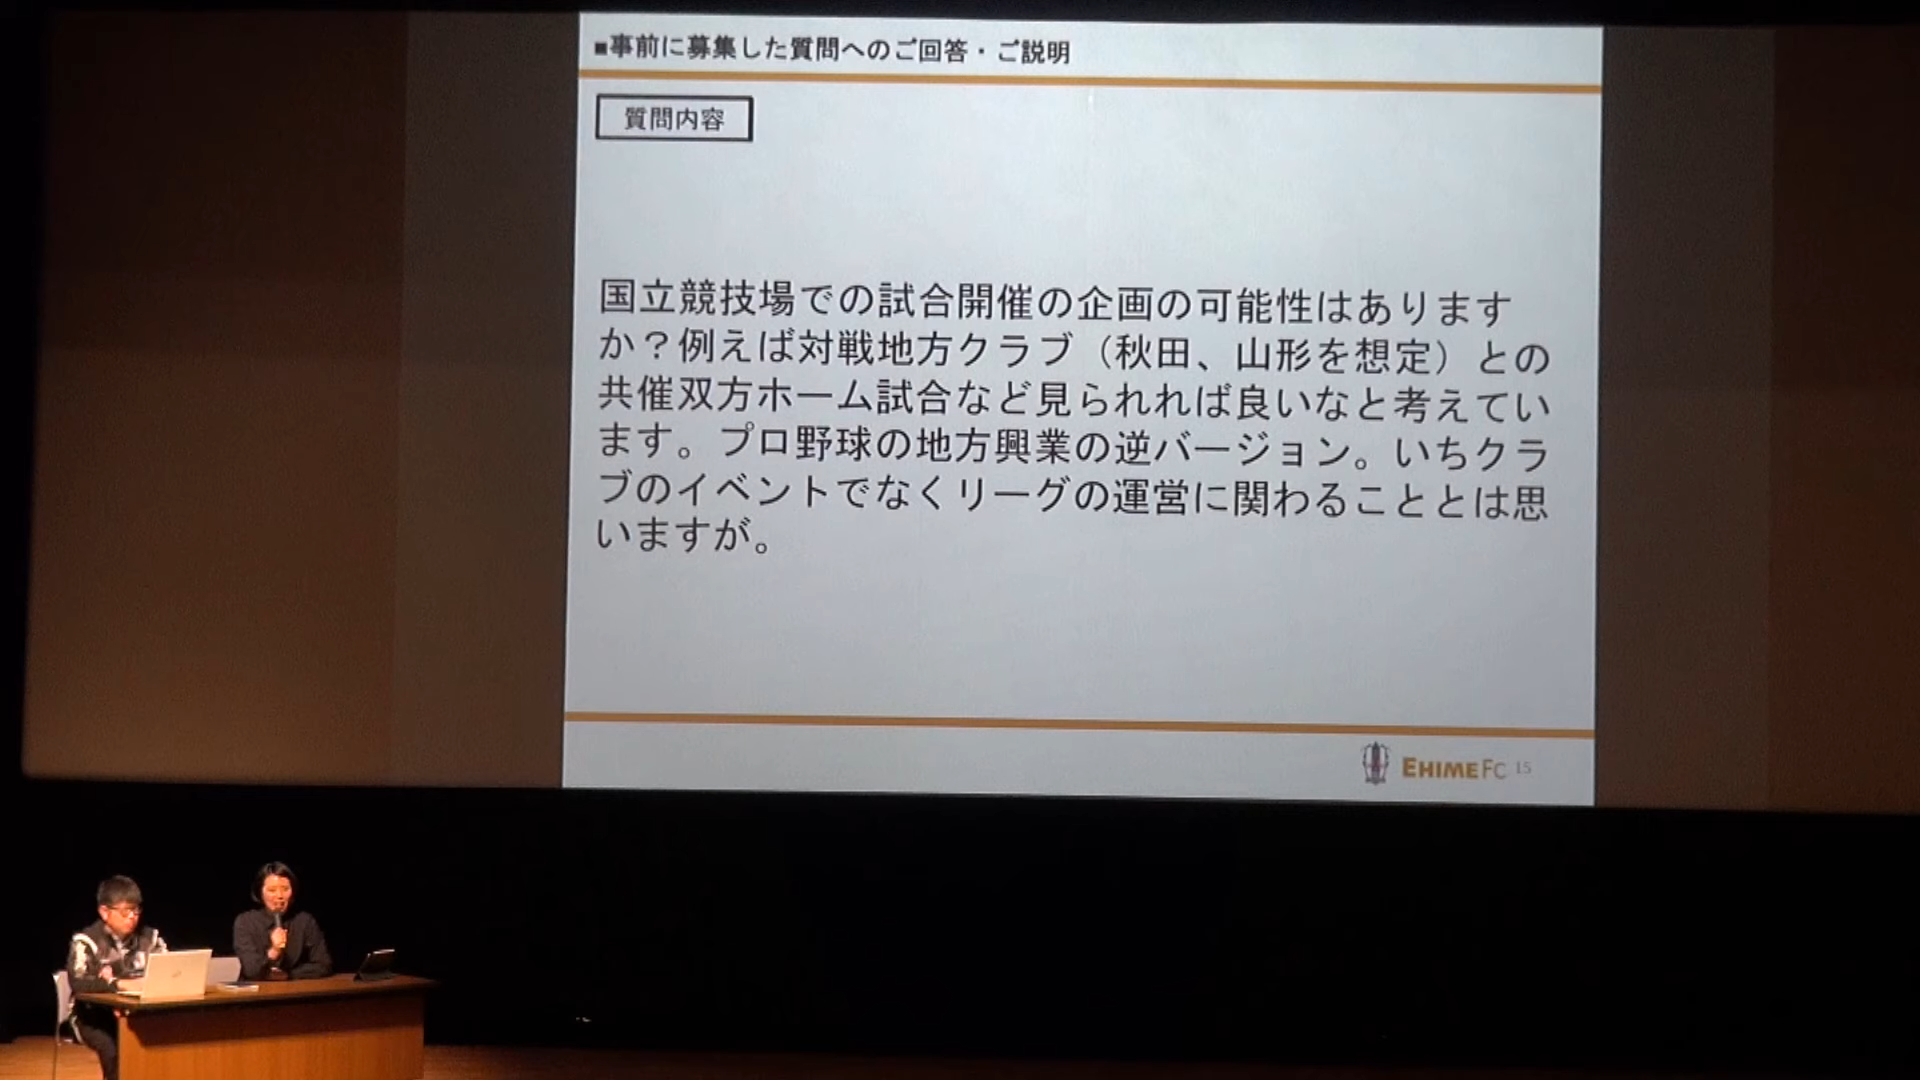 ■事前に募集した質問へのご回答・ご説明
質問内容
国立競技場での試合開催の企画の可能性はあります
か？例えば対戦地方クラブ（秋田、山形を想定）との
共催双方ホーム試合など見られれば良いなと考えてい
ます。プロ野球の地方興業の逆バージョン。いちクラ
ブのイベントでなくリーグの運営に関わることとは思
いますが。
EHIME FC 15